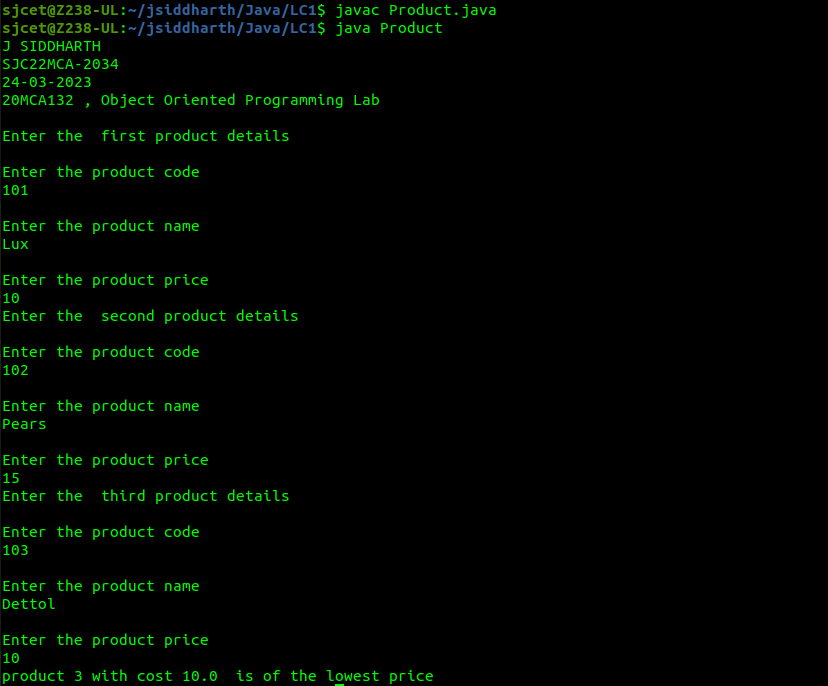 sjcet@Z238-UL:~/jsiddharth/Java/LC1$ javac Product.java
sjcet@Z238-UL:~/jsiddharth/Java/LC1$ java Product
J SIDDHARTH
SJC22MCA-2034
24-03-2023
20MCA132 , Object Oriented Programming Lab
Enter the  first product details
Enter the product code
101
Enter the product name
Lux
Enter the product price
10
Enter the  second product details
Enter the product code
102
Enter the product name
Pears
Enter the product price
15
Enter the  third product details
Enter the product code
103
Enter the product name
Dettol
Enter the product price
10
product 3 with cost 10.0  is of the lowest price